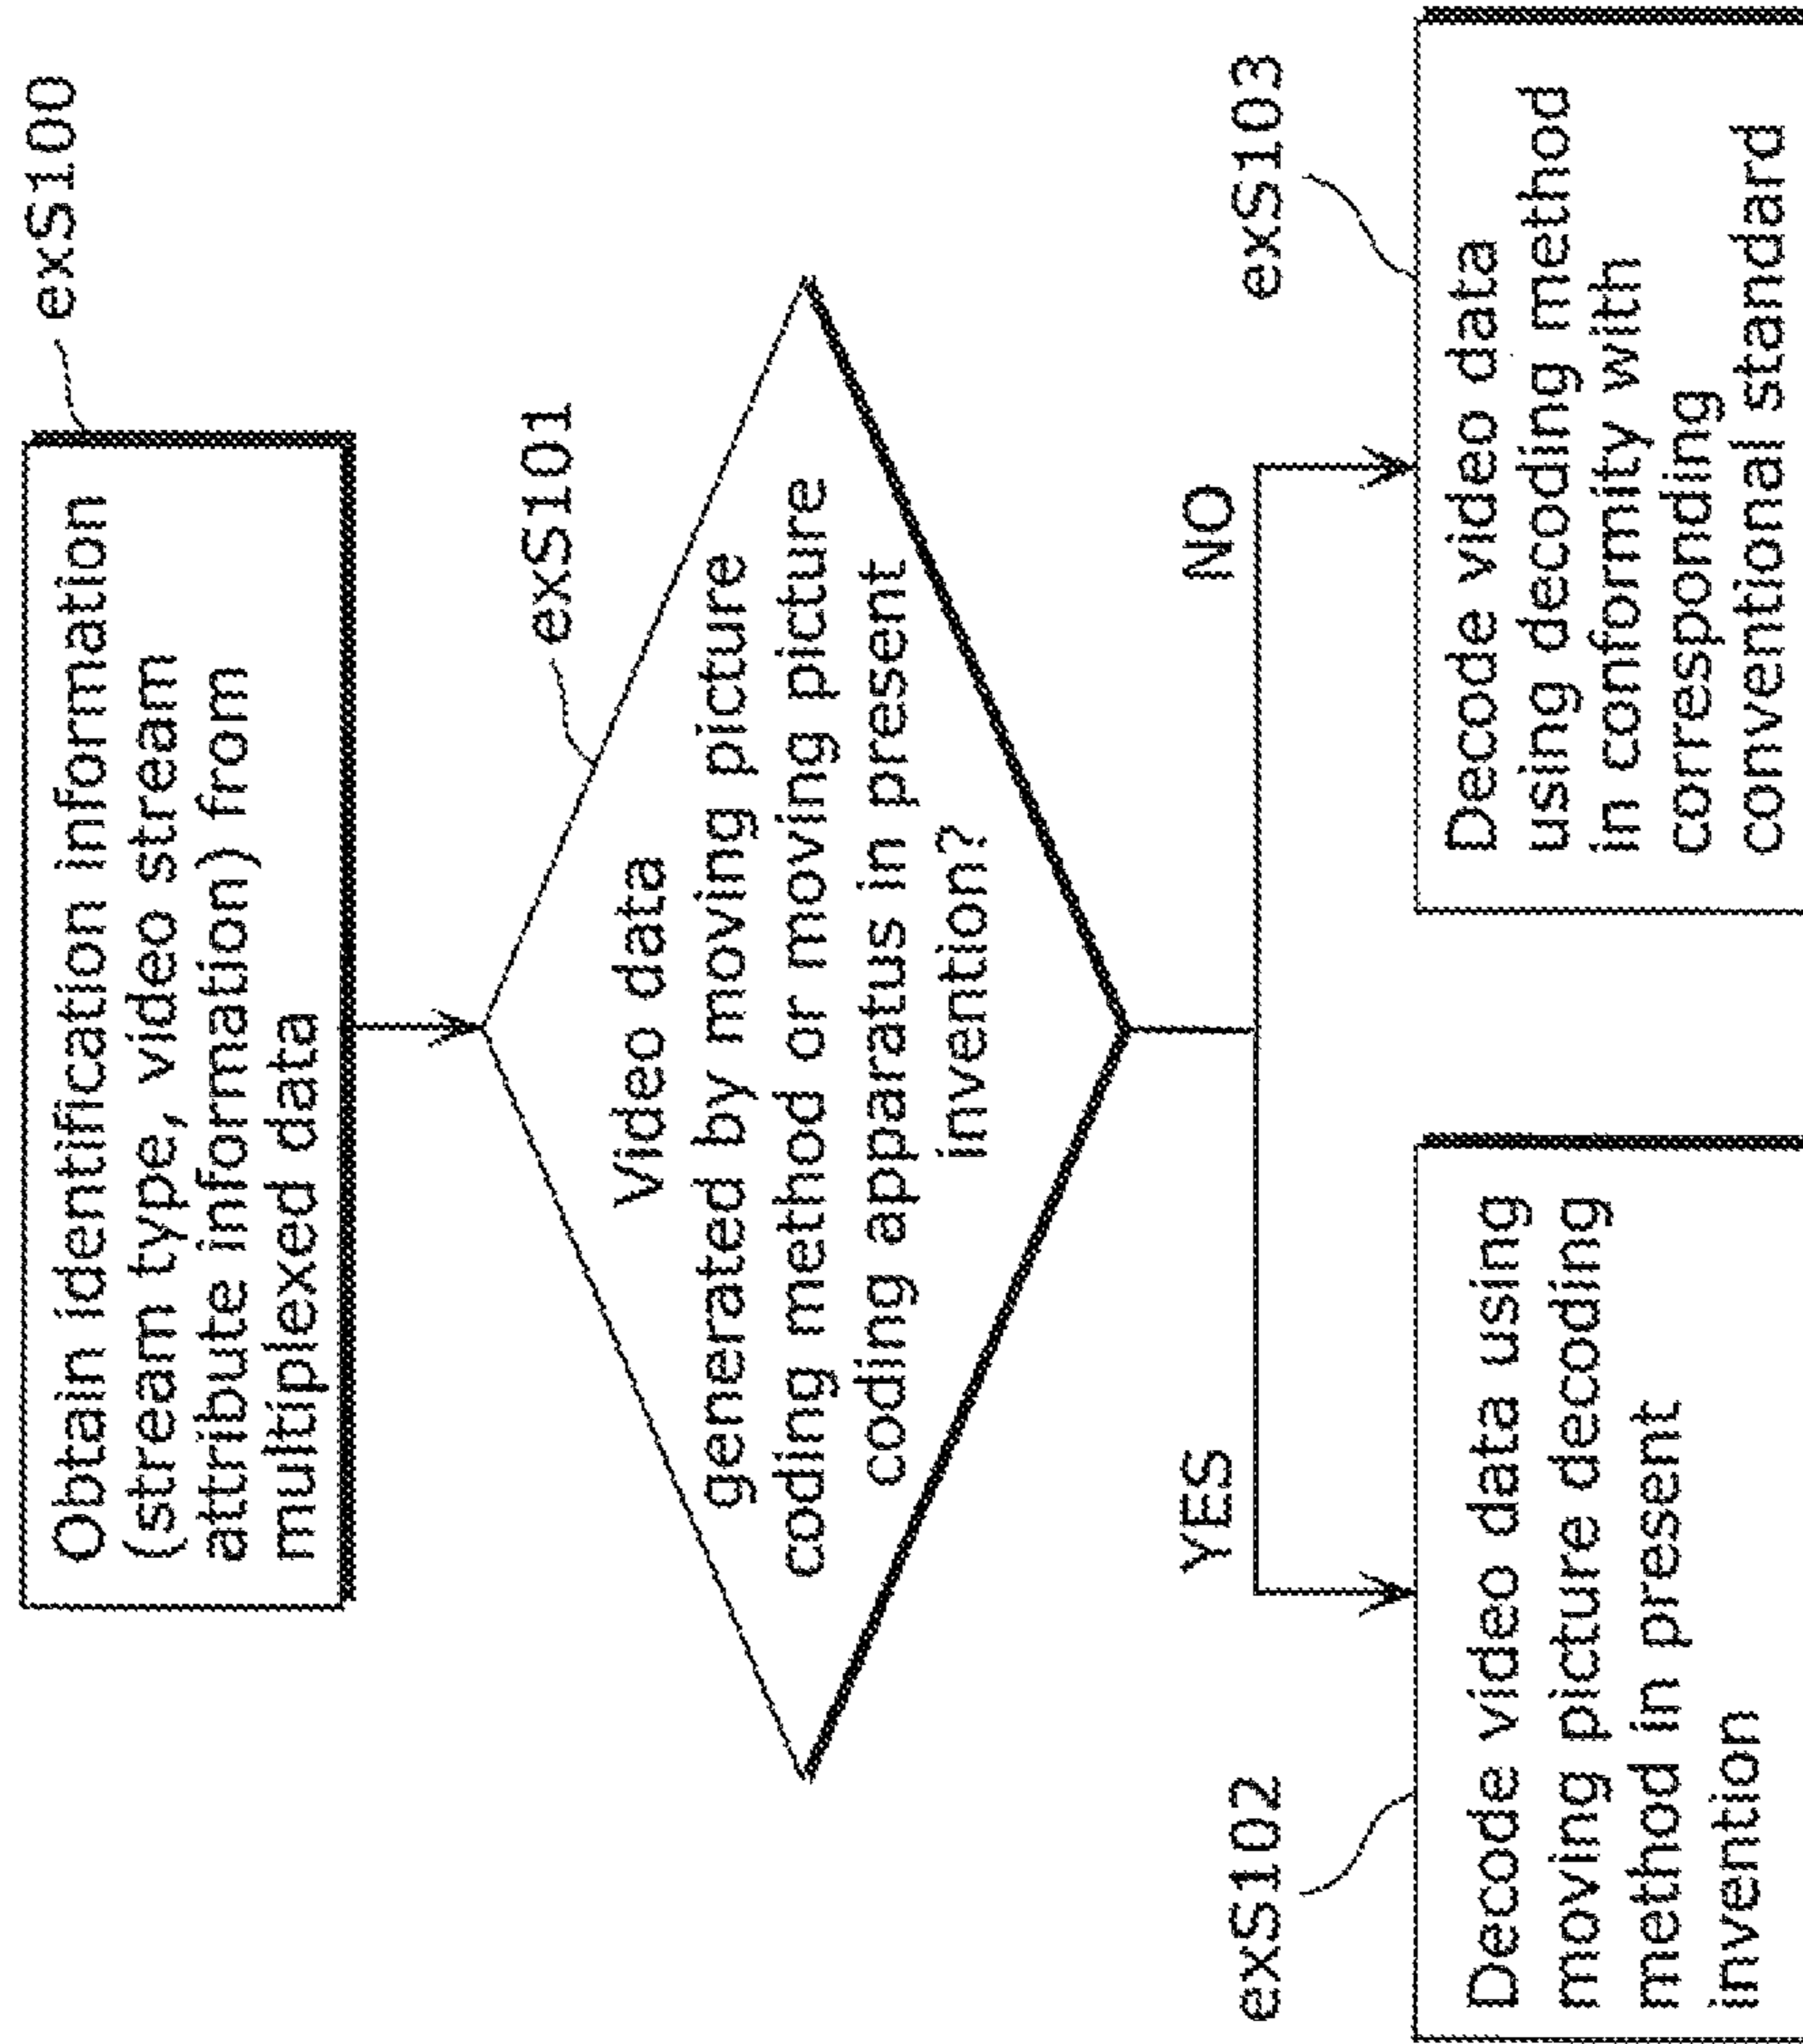 exS100
Obtain identification information
(stream type, video stream
attribute information) from
multiplexed data
exS101
Video data
generated by moving picture
coding method or moving picture
coding apparatus in present
invention?
YES
NO
exS102
Decode video data using
moving picture decoding
method in present
invention
exS103
Decode video data
using decoding method
in conformity with
corresponding
conventional standard